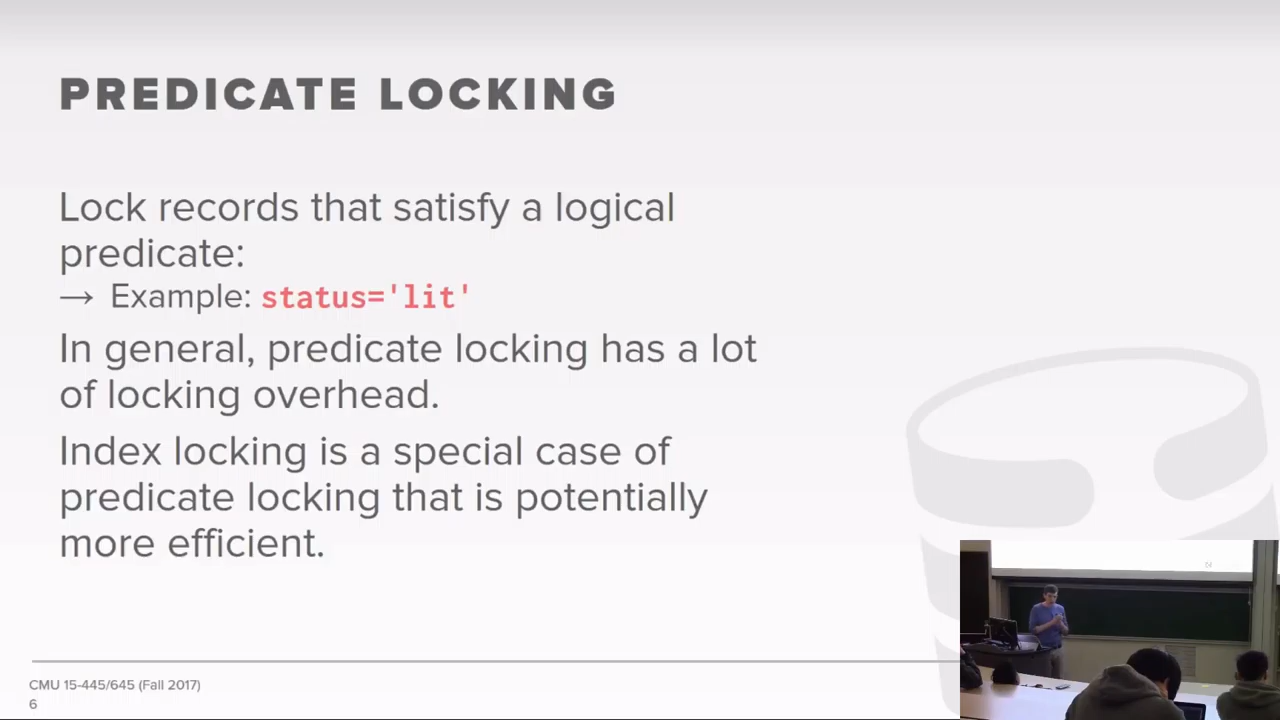 PREDICATE LOCKING
Lock records that satisfy a logical
predicate:
→ Example: status='lit'
In general, predicate locking has a lot
of locking overhead.
Index locking is a special case of
predicate locking that is potentially
more efficient.
CMU 15-445/645 (Fall 2017)
6